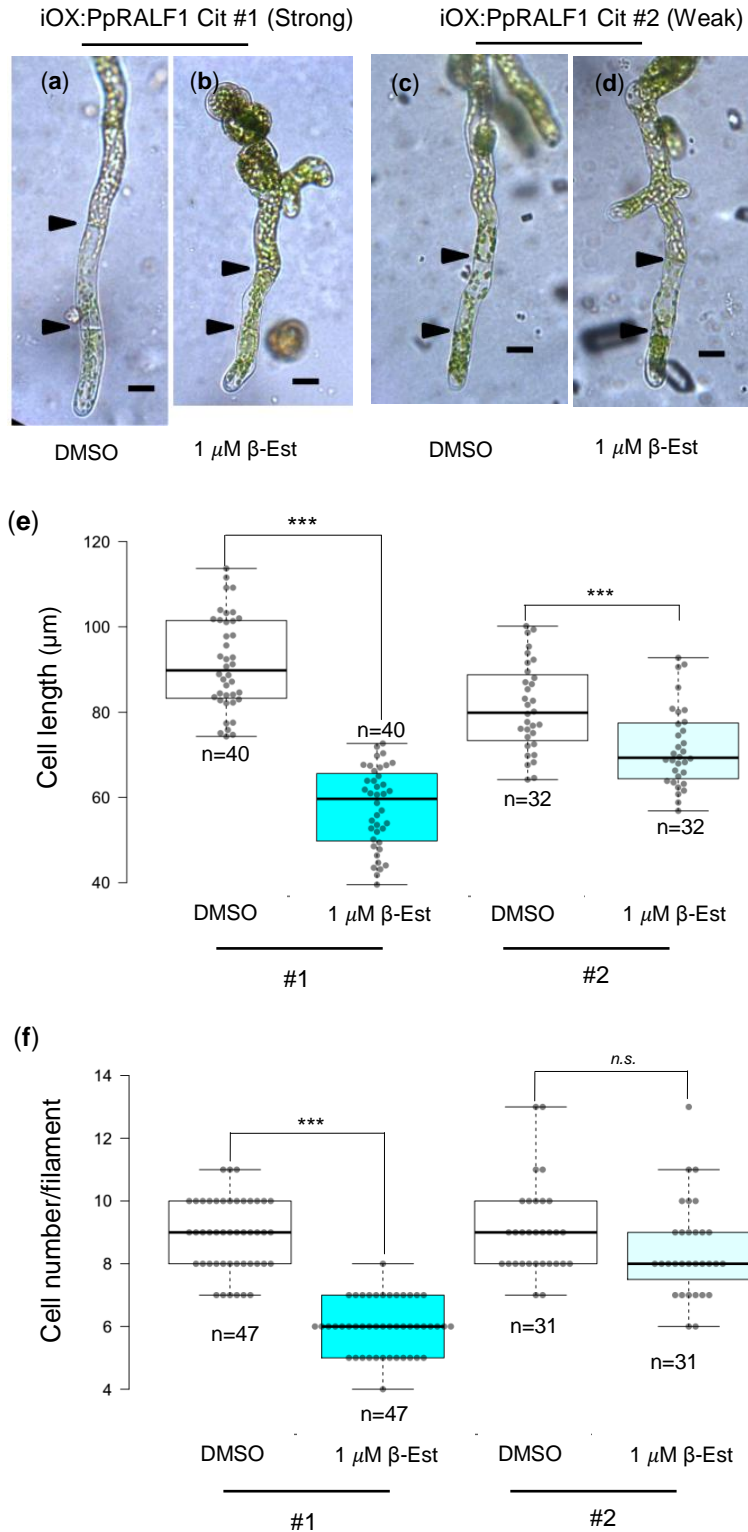 iOX:PpRALF1 Cit #1 (Strong) iOX:PpRALF1 Cit #2 (Weak)
(a) (b) (c) (d)
DMSO 1 μM β-Est DMSO 1 μM β-Est
(e)
Cell length (μm)
120
100
80
60
40
***
***
n=40
n=40
n=32
n=32
DMSO 1 μM β-Est DMSO 1 μM β-Est
#1 #2
(f)
Cell number/filament
14
12
10
8
6
4
***
n.s.
n=47
n=47
n=31
n=31
DMSO 1 μM β-Est DMSO 1 μM β-Est
#1 #2